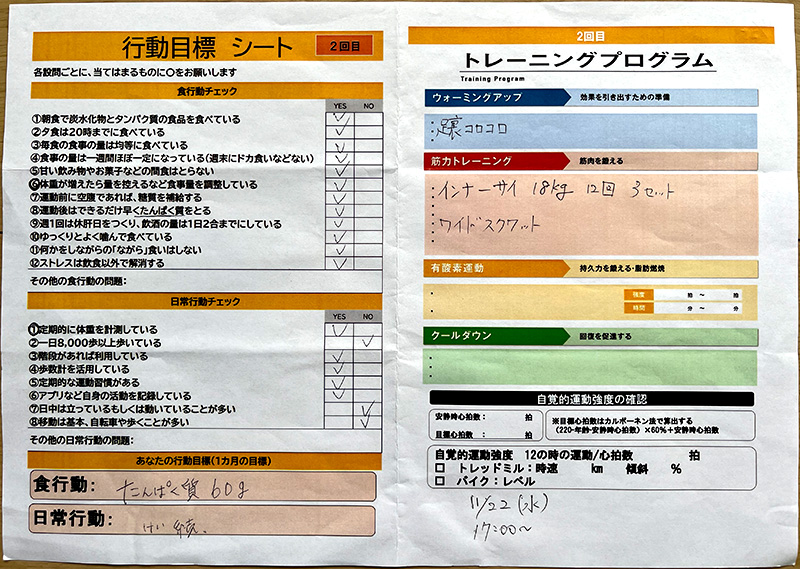 行動目標 シート
2回目
各設問ごとに、当てはまるものに〇をお願いします
食行動チェック
YES NO
①朝食で炭水化物とタンパク質の食品を食べている
②夕食は20時までに食べている
③毎食の食事の量は均等に食べている
④食事の量は一週間ほぼ一定になっている(週末にドカ食いなどない)
⑤甘い飲み物やお菓子などの間食はとらない
⑥体重が増えたら量を控えるなど食事量を調整している
⑦運動前に空腹であれば、糖質を補給する
⑧運動後はできるだけ早くたんぱく質をとる
⑨週1回は休肝日をつくり、飲酒の量は1日2合までにしている
⑩ゆっくりとよく噛んで食べている
⑪何かをしながらの「ながら」食いはしない
⑫ストレスは飲食以外で解消する
その他の食行動の問題:
日常行動チェック
YES NO
①定期的に体重を計測している
②一日8,000歩以上歩いている
③階段があれば利用している
④歩数計を活用している
⑤定期的な運動習慣がある
⑥アプリなど自身の活動を記録している
⑦日中は立っているもしくは動いていることが多い
⑧移動は基本、自転車や歩くことが多い
その他の日常行動の問題:
あなたの行動目標(1カ月の目標)
食行動: たんぱく質 60g
日常行動: けい続。
2回目
トレーニングプログラム
Training Program
ウォーミングアップ 効果を引き出すための準備
コロコロ
筋力トレーニング 筋肉を鍛える
インナーサイ 18kg 12回 3セット
ワイドスクワット
有酸素運動 持久力を鍛える・脂肪燃焼
強度 拍 〜 拍
時間 分 〜 分
クールダウン 回復を促進する
自覚的運動強度の確認
安静時心拍数: 拍
目標心拍数: 拍
※目標心拍数はカルボーネン法で算出する
(220-年齢-安静時心拍数)×60%+安静時心拍数
自覚的運動強度 12の時の運動/心拍数 拍
□ トレッドミル:時速 km 傾斜 %
□ バイク:レベル
11/22(水)
17:00〜